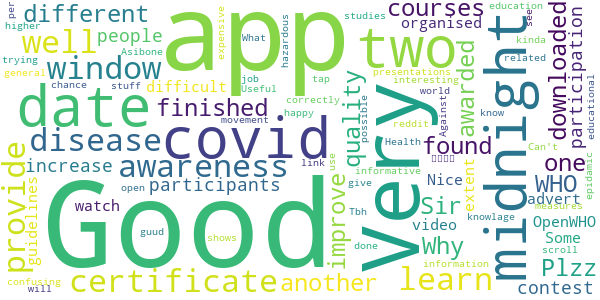 different
app
two
courses
education
studies
per
see
higher
hazardous
expensive
organised
kinda
well
people
What
reddit
related
trying
Asibone
general
window
job
Useful
tap
presentations
interesting
chance
stuff
difficult
correctly
world
know
date
finished
happy
Against
Can't
movement
possible
quality
awarded
midnight
downloaded
participation
educational
epidamic
disease
covid
link
Health
found
one
increase
awareness
use
informative
Very
extent
Nice
WHO
measures
provide
guidelines
open
participants
give
knowlage
advert
watch
Good
improve
Tbh
Sir
video
OpenWHO
guud
shows
done
Why
information
Some
scroll
confusing
will
certificate
another
learn
Plzz
contest